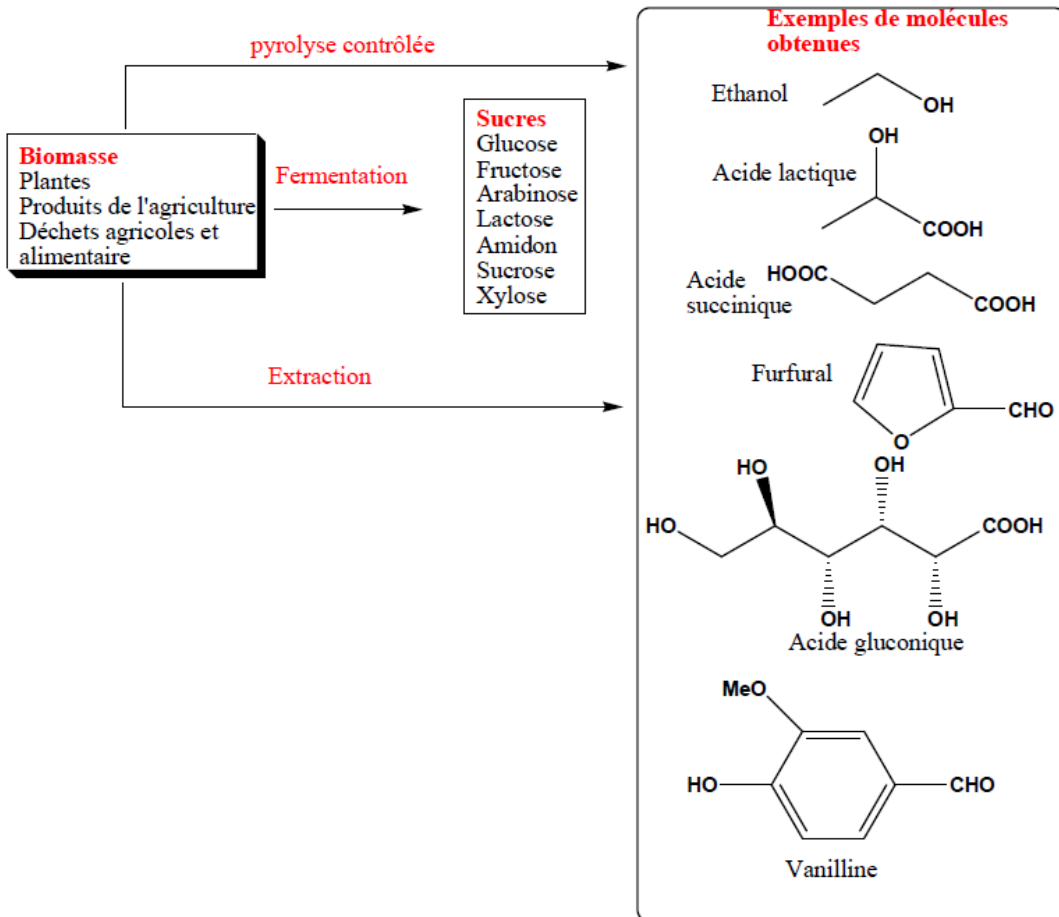 pyrolyse contrôlée
Biomasse
Plantes
Produits de l'agriculture
Déchets agricoles et
alimentaire
Fermentation
Sucres
Glucose
Fructose
Arabinose
Lactose
Amidon
Sucrose
Xylose
Extraction
Exemples de molécules
obtenues
Ethanol
OH
OH
Acide lactique
COOH
HOOC
Acide
succinique
COOH
Furfural
CHO
O
HO
OH
HO
COOH
OH
OH
Acide gluconique
MeO
HO
CHO
Vanilline